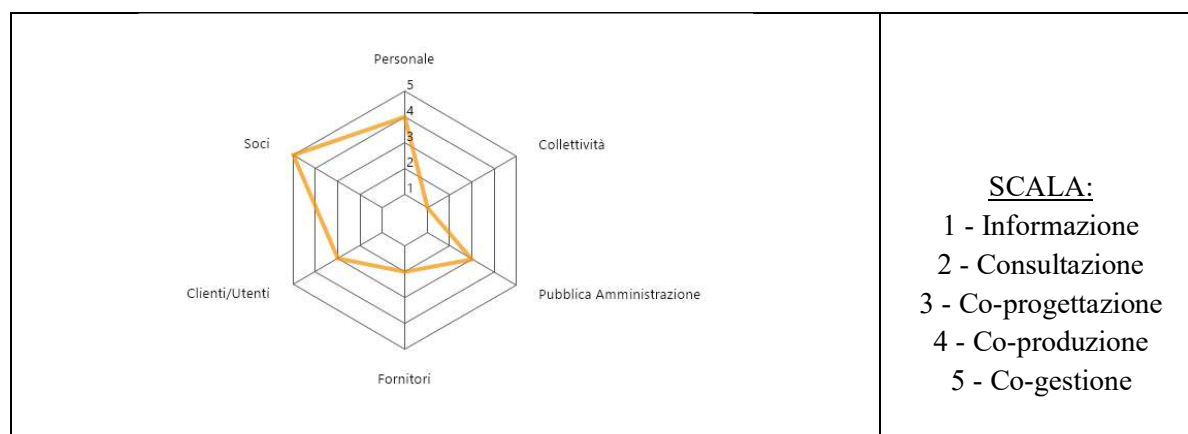 Personale
5
4
3
2
1
Soci
Collettività
Clienti/Utenti
Pubblica Amministrazione
Fornitori
SCALA:
1 - Informazione
2 - Consultazione
3 - Co-progettazione
4 - Co-produzione
5 - Co-gestione